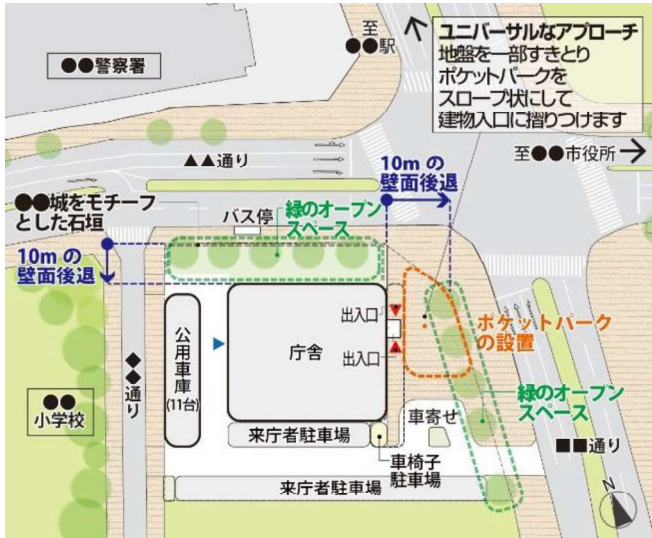 至
●●駅
ユニバーサルなアプローチ
地盤を一部すきとり
ポケットパークを
スロープ状にして
建物入口に摺りつけます
●●警察署
▲▲通り
10mの
壁面後退
至●●市役所
●●城をモチーフ
とした石垣
バス停
緑のオープン
スペース
10mの
壁面後退
出入口
庁舎
出入口
公用車庫
(11台)
◆◆通り
●●
小学校
ポケットパーク
の設置
緑のオープン
スペース
車寄せ
■■通り
来庁者駐車場
車椅子
駐車場
来庁者駐車場
N